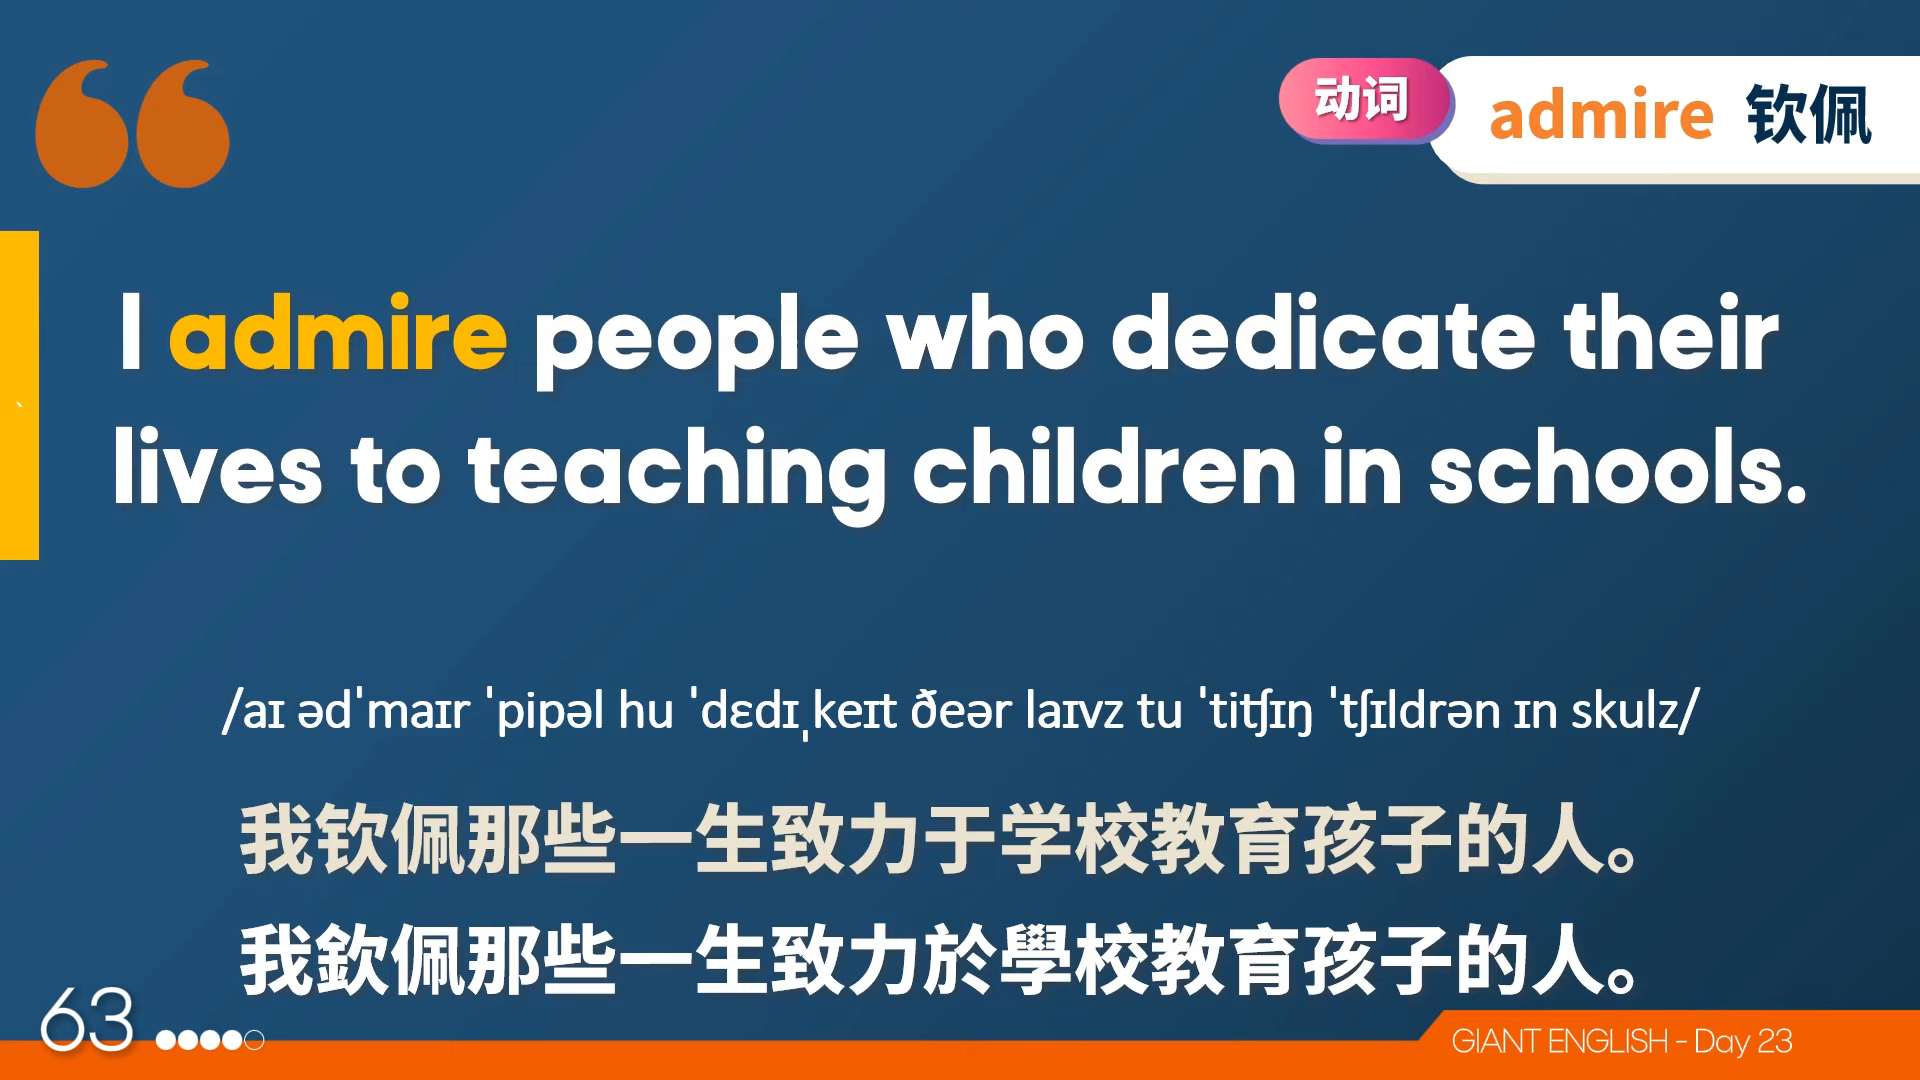 动词
admire 钦佩
I admire people who dedicate their
lives to teaching children in schools.
/aɪ ədˈmaɪr ˈpipəl hu ˈdɛdɪˌkeɪt ðeər laɪvz tu ˈtitʃɪŋ ˈtʃɪldrən ɪn skulz/
我钦佩那些一生致力于学校教育孩子的人。
我欽佩那些一生致力於學校教育孩子的人。
63
GIANT ENGLISH - Day 23